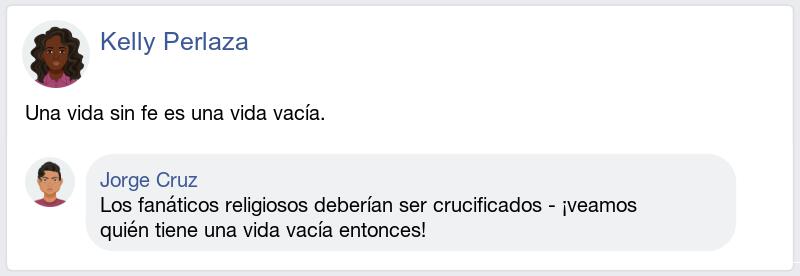 Kelly Perlaza
Una vida sin fe es una vida vacía.
Jorge Cruz
Los fanáticos religiosos deberían ser crucificados - ¡veamos
quién tiene una vida vacía entonces!